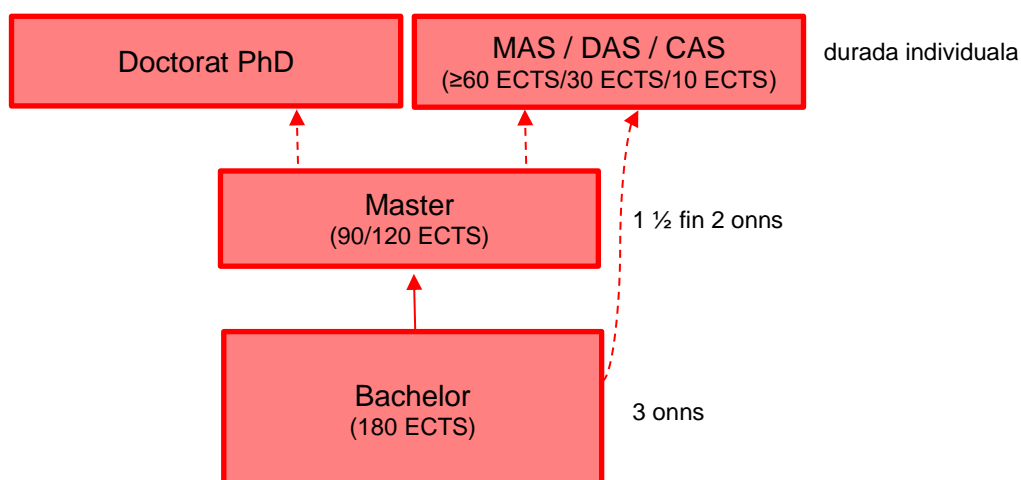 Doctorat PhD
MAS / DAS / CAS
(≥60 ECTS/30 ECTS/10 ECTS)
durada individuala
Master
(90/120 ECTS)
1 ½ fin 2 onns
Bachelor
(180 ECTS)
3 onns